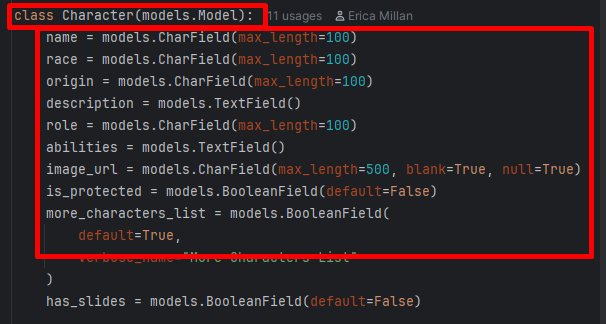 class Character(models.Model): 11 usages Erica Millan
name = models.CharField(max_length=100)
race = models.CharField(max_length=100)
origin = models.CharField(max_length=100)
description = models.TextField()
role = models.CharField(max_length=100)
abilities = models.TextField()
image_url = models.CharField(max_length=500, blank=True, null=True)
is_protected = models.BooleanField(default=False)
more_characters_list = models.BooleanField(
default=True,
verbose_name="More Characters List"
)
has_slides = models.BooleanField(default=False)